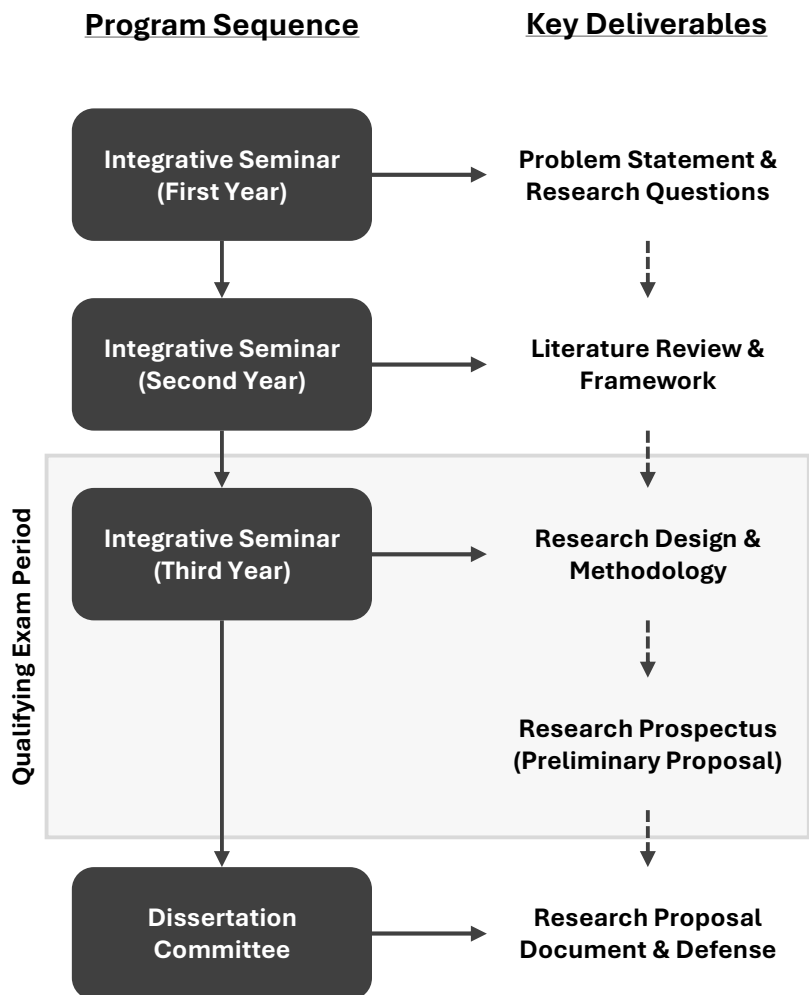 Program Sequence
Key Deliverables
Integrative Seminar
(First Year)
Problem Statement &
Research Questions
Integrative Seminar
(Second Year)
Literature Review &
Framework
Qualifying Exam Period
Integrative Seminar
(Third Year)
Research Design &
Methodology
Research Prospectus
(Preliminary Proposal)
Dissertation
Committee
Research Proposal
Document & Defense